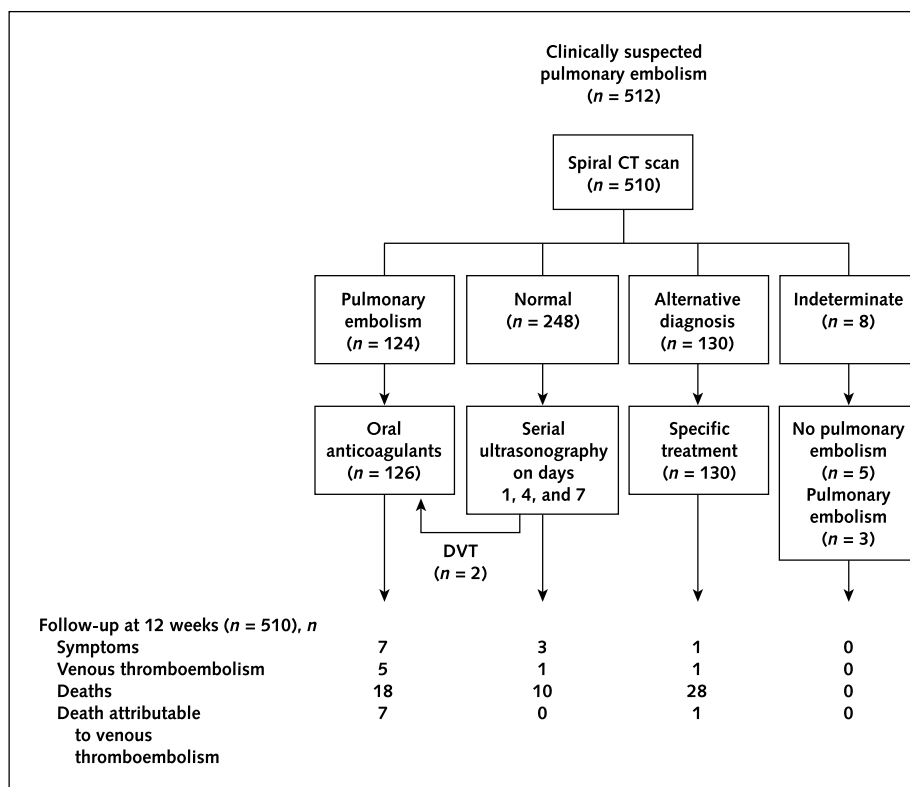 Clinically suspected
pulmonary embolism
(n = 512)
Spiral CT scan
(n = 510)
Pulmonary
embolism
(n = 124)
Normal
(n = 248)
Alternative
diagnosis
(n = 130)
Indeterminate
(n = 8)
Oral
anticoagulants
(n = 126)
Serial
ultrasonography
on days
1, 4, and 7
Specific
treatment
(n = 130)
No pulmonary
embolism
(n = 5)
Pulmonary
embolism
(n = 3)
DVT
(n = 2)
Follow-up at 12 weeks (n = 510), n
Symptoms 7 3 1 0
Venous thromboembolism 5 1 1 0
Deaths 18 10 28 0
Death attributable 7 0 1 0
to venous
thromboembolism